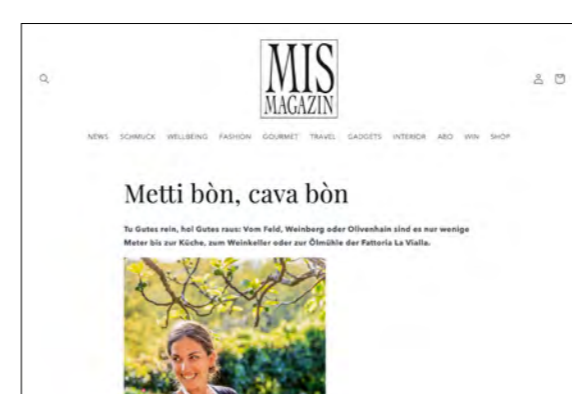 MIS
MAGAZIN
NEWS SCHMUCK WELLBEING FASHION GOURMET TRAVEL GADGETS INTERIOR ABO WIN SHOP
Metti bòn, cava bòn
Tu Gutes rein, hol Gutes raus: Vom Feld, Weinberg oder Olivenhain sind es nur wenige
Meter bis zur Küche, zum Weinkeller oder zur Ölmühle der Fattoria La Vialla.